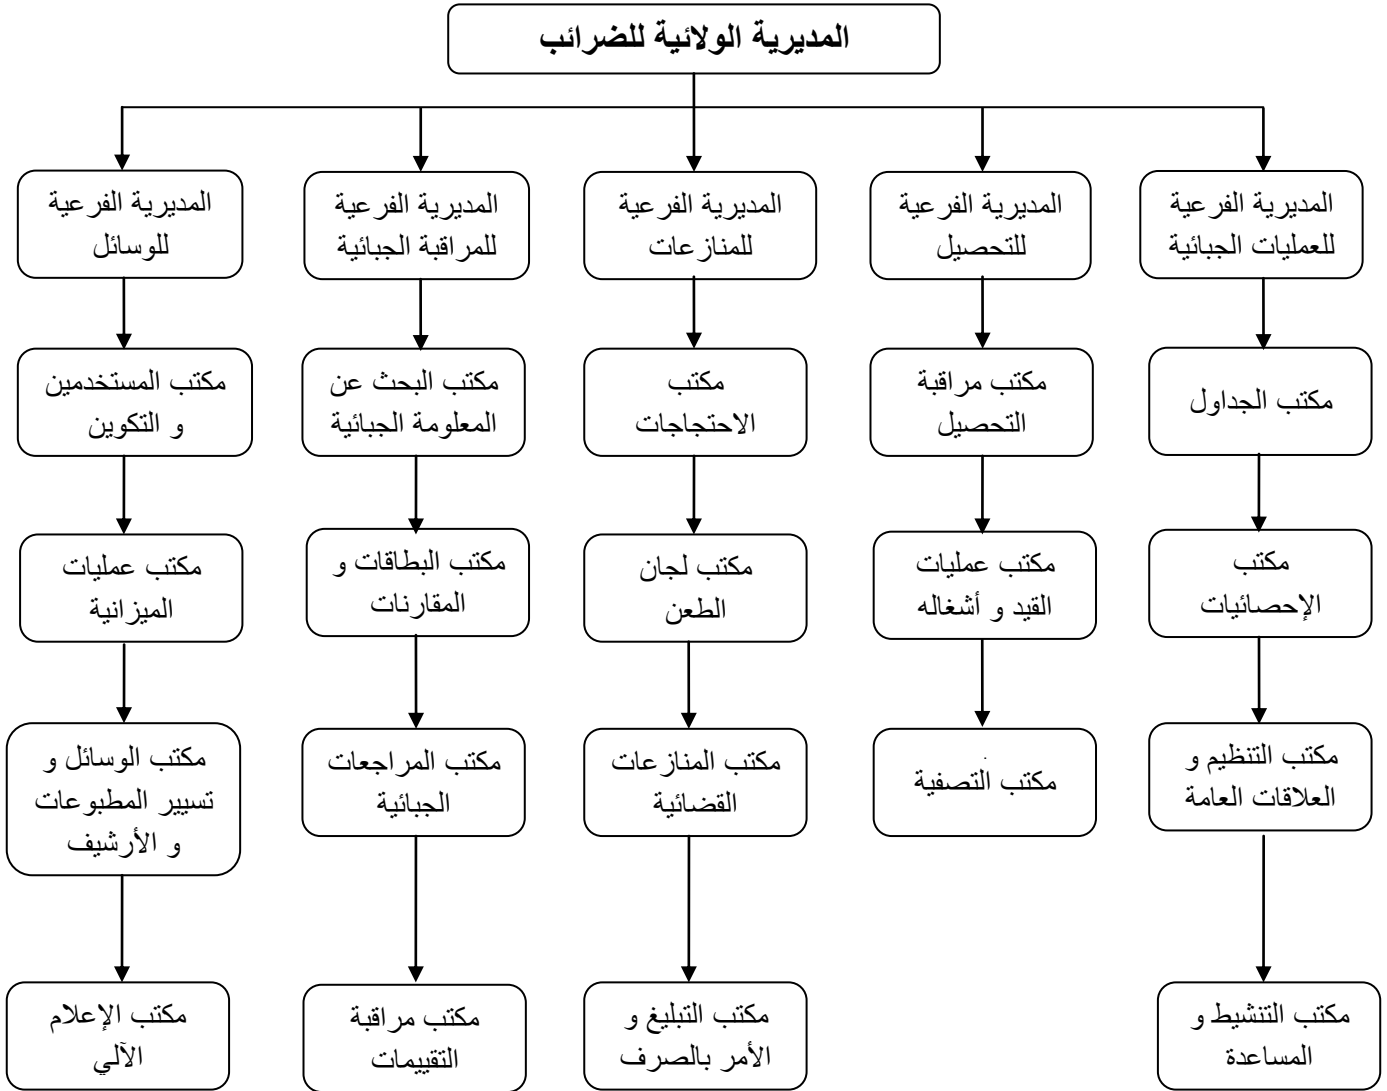 المديرية الولائية للضرائب
المديرية الفرعية
للعمليات الجبائية
المديرية الفرعية
للتحصيل
المديرية الفرعية
للمنازعات
المديرية الفرعية
للمراقبة الجبائية
المديرية الفرعية
للوسائل
مكتب الجداول
مكتب مراقبة
التحصيل
مكتب
الاحتجاجات
مكتب البحث عن
المعلومة الجبائية
مكتب المستخدمين
و التكوين
مكتب
الإحصائيات
مكتب عمليات
القيد و أشغاله
مكتب لجان
الطعن
مكتب البطاقات و
المقارنات
مكتب عمليات
الميزانية
مكتب التنظيم و
العلاقات العامة
مكتب التصفية
مكتب المنازعات
القضائية
مكتب المراجعات
الجبائية
مكتب الوسائل و
تسيير المطبوعات
و الأرشيف
مكتب التنشيط و
المساعدة
مكتب التبليغ و
الأمر بالصرف
مكتب مراقبة
التقييمات
مكتب الإعلام
الآلي